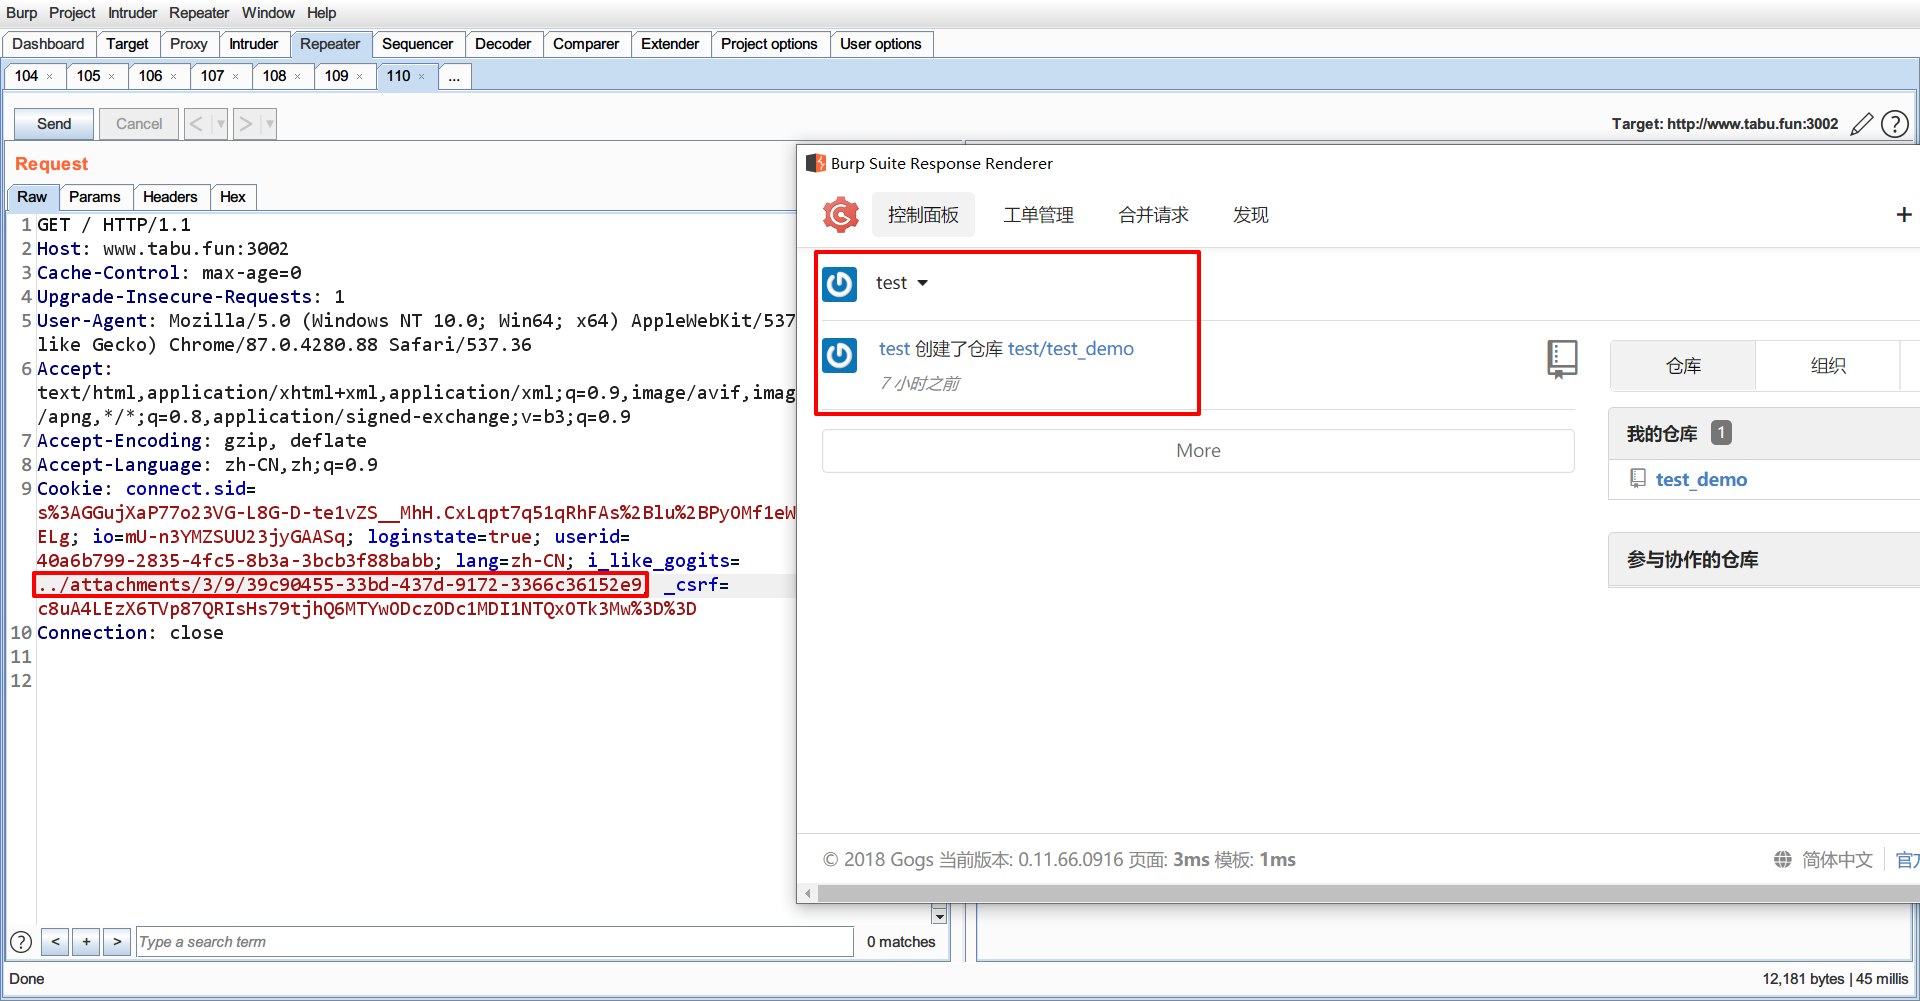 Burp Project Intruder Repeater Window Help
Dashboard Target Proxy Intruder Repeater Sequencer Decoder Comparer Extender Project options User options
104 × 105 × 106 × 107 × 108 × 109 × 110 × ...
Send Cancel < ▼ > ▼ Target: http://www.tabu.fun:3002 ?
Request
Raw Params Headers Hex
1 GET / HTTP/1.1
2 Host: www.tabu.fun:3002
3 Cache-Control: max-age=0
4 Upgrade-Insecure-Requests: 1
5 User-Agent: Mozilla/5.0 (Windows NT 10.0; Win64; x64) AppleWebKit/537
like Gecko) Chrome/87.0.4280.88 Safari/537.36
6 Accept:
text/html,application/xhtml+xml,application/xml;q=0.9,image/avif,imag
/apng,*/*;q=0.8,application/signed-exchange;v=b3;q=0.9
7 Accept-Encoding: gzip, deflate
8 Accept-Language: zh-CN,zh;q=0.9
9 Cookie: connect.sid=
s%3AGGujXaP77o23VG-L8G-D-te1vZS__MhH.CxLqpt7q51qRhFAs%2Blu%2BPyOMf1eW
ELg; io=mU-n3YMZSUU23jyGAASq; loginstate=true; userid=
40a6b799-2835-4fc5-8b3a-3bcb3f88babb; lang=zh-CN; i_like_gogits=
../attachments/3/9/39c90455-33bd-437d-9172-3366c36152e9; _csrf=
c8uA4LEzX6TVp87QRIsHs79tjhQ6MTYwODczODc1MDI1NTQxOTk3Mw%3D%3D
10 Connection: close
11
12
Burp Suite Response Renderer
控制面板 工单管理 合并请求 发现 +
test
test 创建了仓库 test/test_demo
7 小时之前
More
仓库 组织
我的仓库 1
test_demo
参与协作的仓库
© 2018 Gogs 当前版本: 0.11.66.0916 页面: 3ms 模板: 1ms
简体中文 官方
? < + > Type a search term 0 matches
Done 12,181 bytes | 45 millis